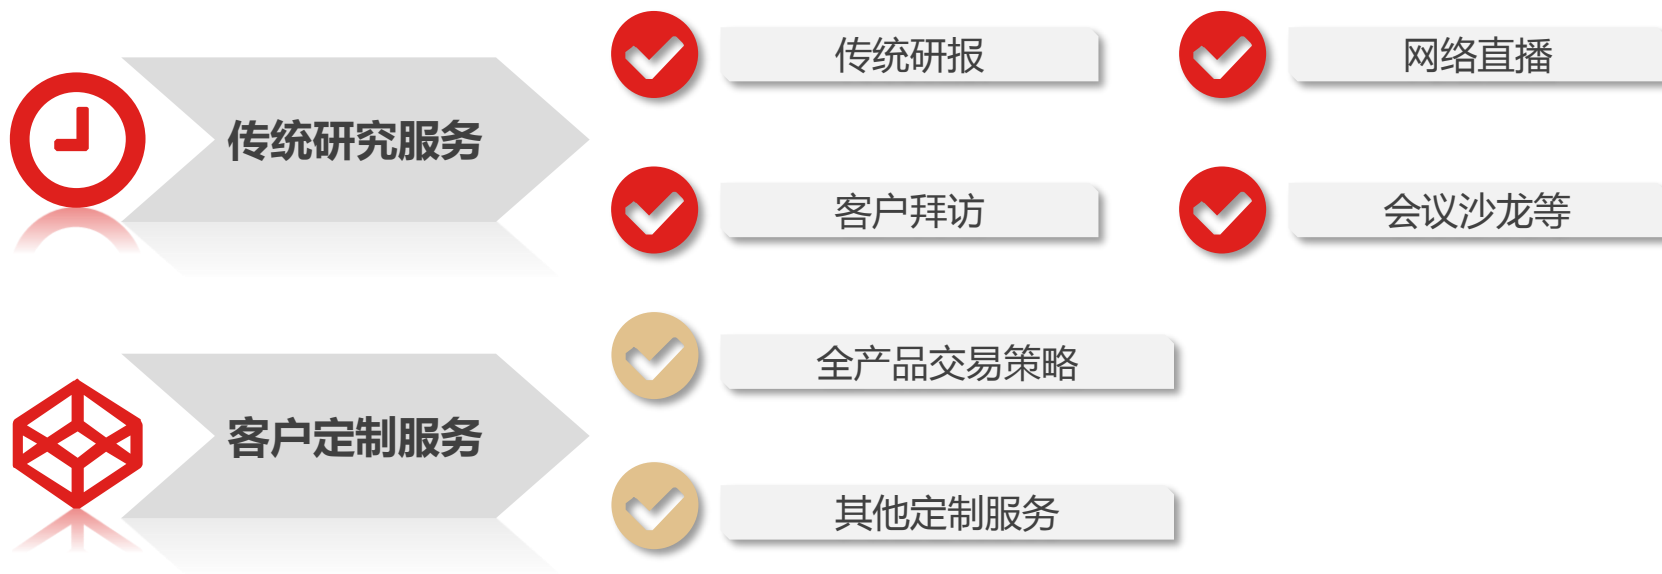 传统研究服务
传统研报
网络直播
客户拜访
会议沙龙等
客户定制服务
全产品交易策略
其他定制服务